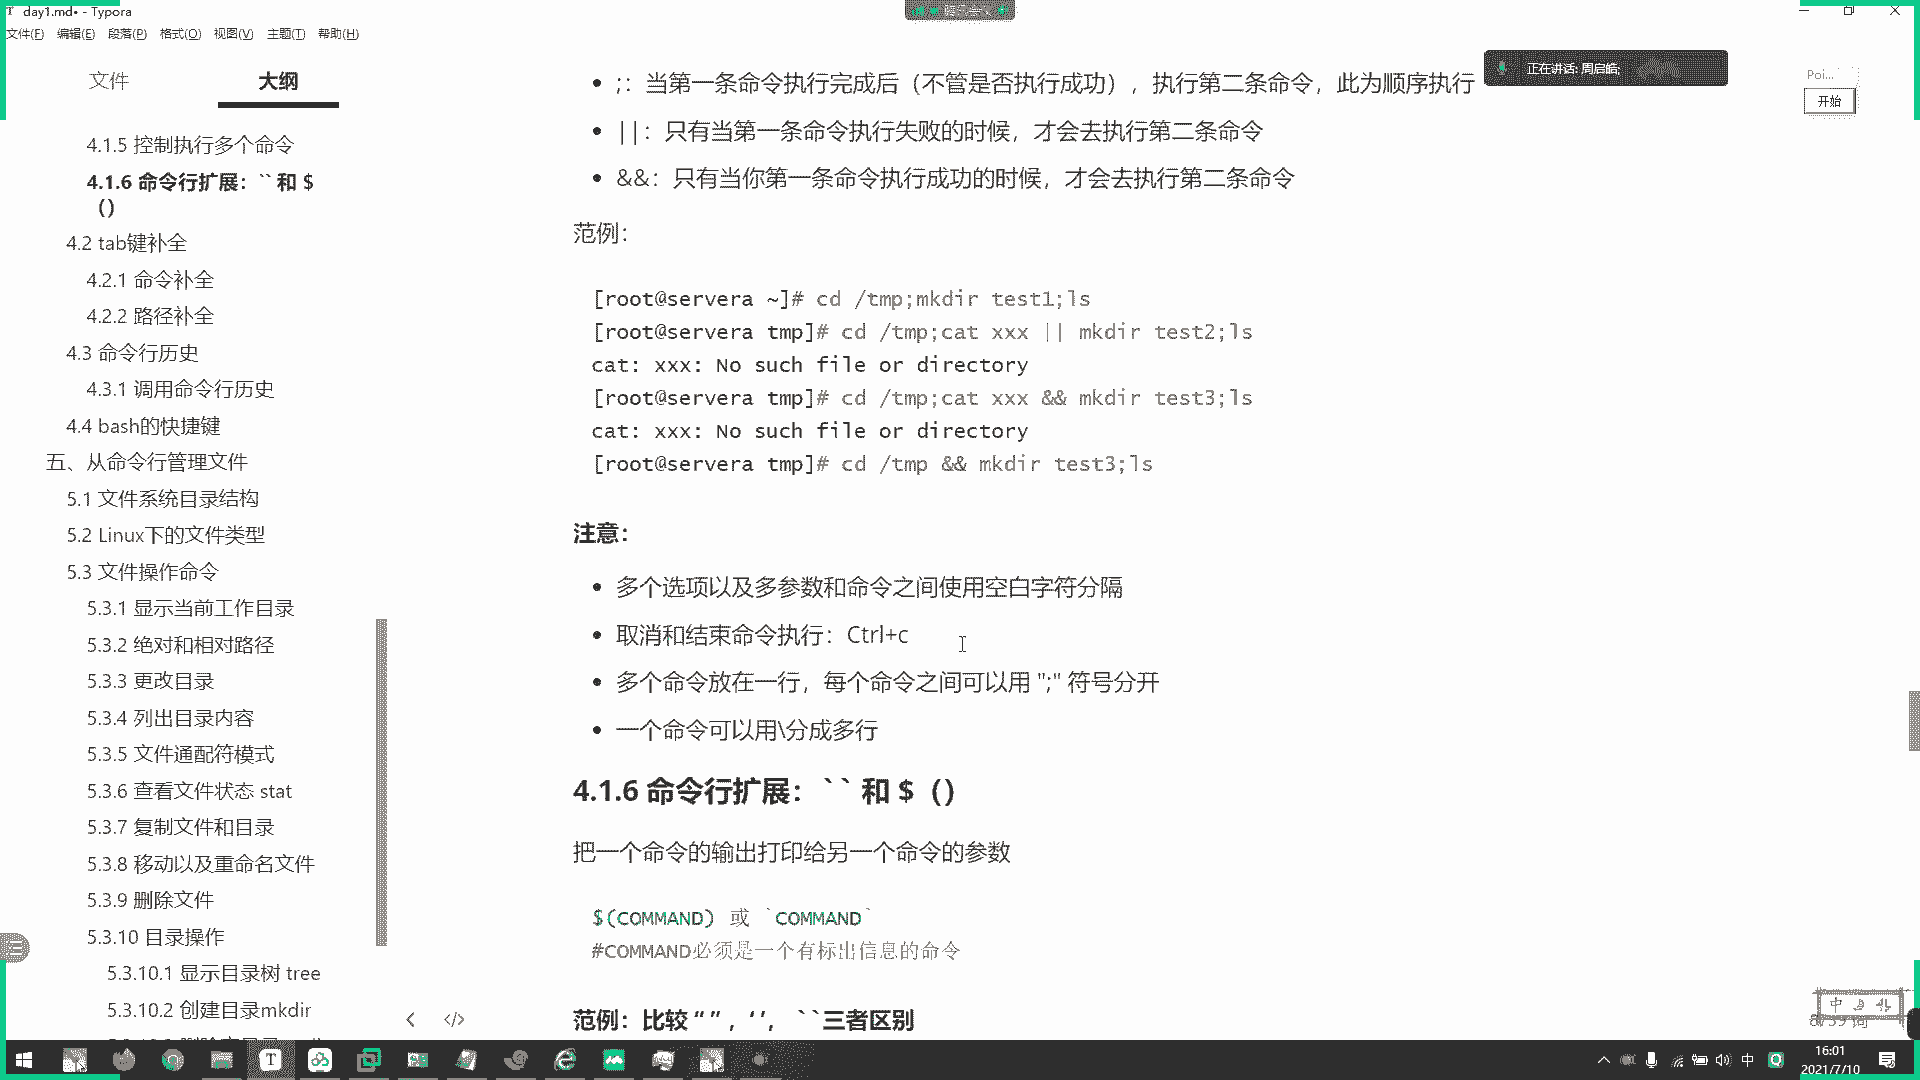 day1.md• - Typora
文件(F) 编辑(E) 段落(P) 格式(O) 视图(V) 主题(T) 帮助(H)
文件 大纲
4.1.5 控制执行多个命令
4.1.6 命令行扩展：`` 和 $
()
4.2 tab键补全
4.2.1 命令补全
4.2.2 路径补全
4.3 命令行历史
4.3.1 调用命令行历史
4.4 bash的快捷键
五、从命令行管理文件
5.1 文件系统目录结构
5.2 Linux下的文件类型
5.3 文件操作命令
5.3.1 显示当前工作目录
5.3.2 绝对和相对路径
5.3.3 更改目录
5.3.4 列出目录内容
5.3.5 文件通配符模式
5.3.6 查看文件状态 stat
5.3.7 复制文件和目录
5.3.8 移动以及重命名文件
5.3.9 删除文件
5.3.10 目录操作
5.3.10.1 显示目录树 tree
5.3.10.2 创建目录mkdir
;：当第一条命令执行完成后（不管是否执行成功），执行第二条命令，此为顺序执行
||：只有当第一条命令执行失败的时候，才会去执行第二条命令
&&：只有当你第一条命令执行成功的时候，才会去执行第二条命令
范例：
[root@servera ~]# cd /tmp;mkdir test1;ls
[root@servera tmp]# cd /tmp;cat xxx || mkdir test2;ls
cat: xxx: No such file or directory
[root@servera tmp]# cd /tmp;cat xxx && mkdir test3;ls
cat: xxx: No such file or directory
[root@servera tmp]# cd /tmp && mkdir test3;ls
注意：
多个选项以及多参数和命令之间使用空白字符分隔
取消和结束命令执行：Ctrl+c
多个命令放在一行，每个命令之间可以用 ";" 符号分开
一个命令可以用\分成多行
4.1.6 命令行扩展：`` 和 $（）
把一个命令的输出打印给另一个命令的参数
$(COMMAND) 或 `COMMAND`
#COMMAND必须是一个有标出信息的命令
范例：比较 “ ” ，‘ ’， ``三者区别
正在讲话: 周启皓;
Poi...
开始
中
中
16:01
2021/7/10